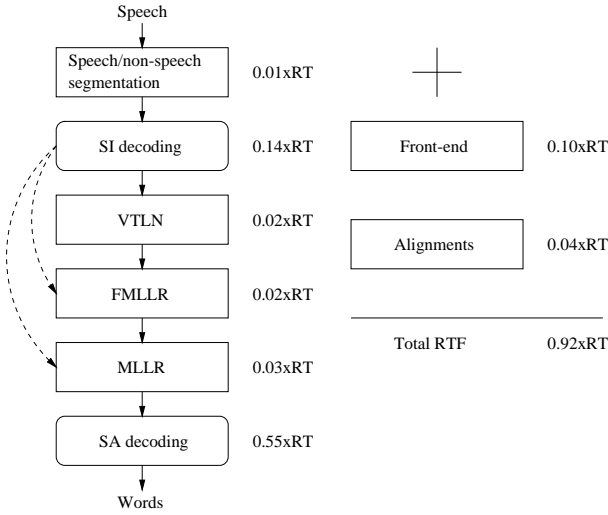 Speech
Speech/non-speech
segmentation
0.01xRT
SI decoding
0.14xRT
VTLN
0.02xRT
FMLLR
0.02xRT
MLLR
0.03xRT
SA decoding
0.55xRT
Words
Front-end
0.10xRT
Alignments
0.04xRT
Total RTF
0.92xRT